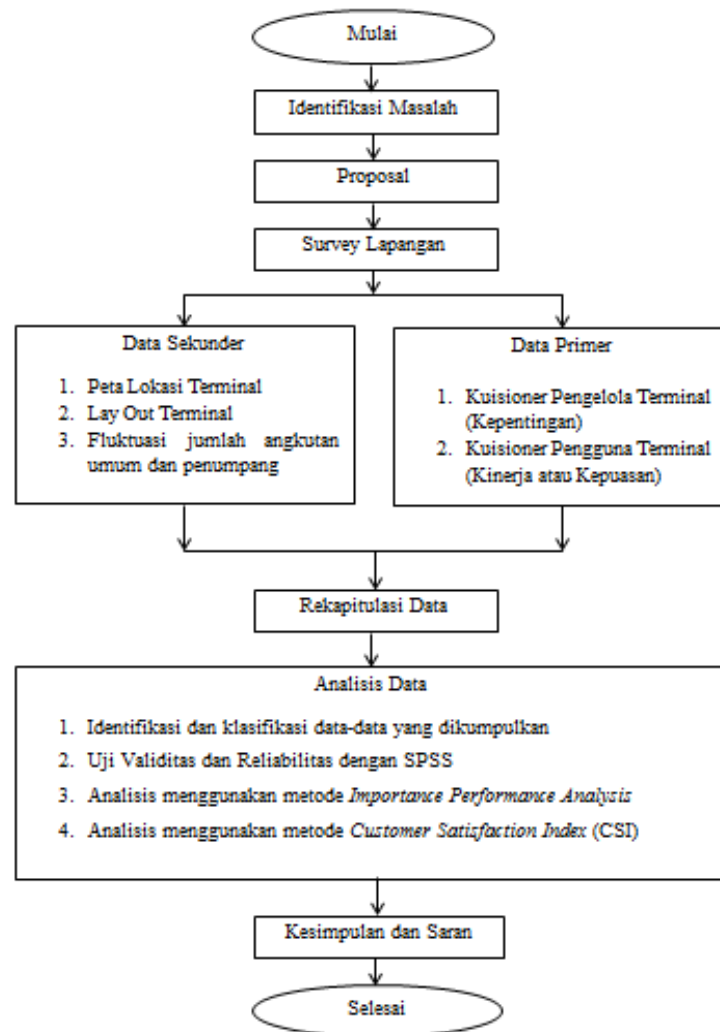 Mulai
Identifikasi Masalah
Proposal
Survey Lapangan
Data Sekunder
1. Peta Lokasi Terminal
2. Lay Out Terminal
3. Fluktuasi jumlah angkutan
umum dan penumpang
Data Primer
1. Kuisioner Pengelola Terminal
(Kepentingan)
2. Kuisioner Pengguna Terminal
(Kinerja atau Kepuasan)
Rekapitulasi Data
Analisis Data
1. Identifikasi dan klasifikasi data-data yang dikumpulkan
2. Uji Validitas dan Reliabilitas dengan SPSS
3. Analisis menggunakan metode Importance Performance Analysis
4. Analisis menggunakan metode Customer Satisfaction Index (CSI)
Kesimpulan dan Saran
Selesai